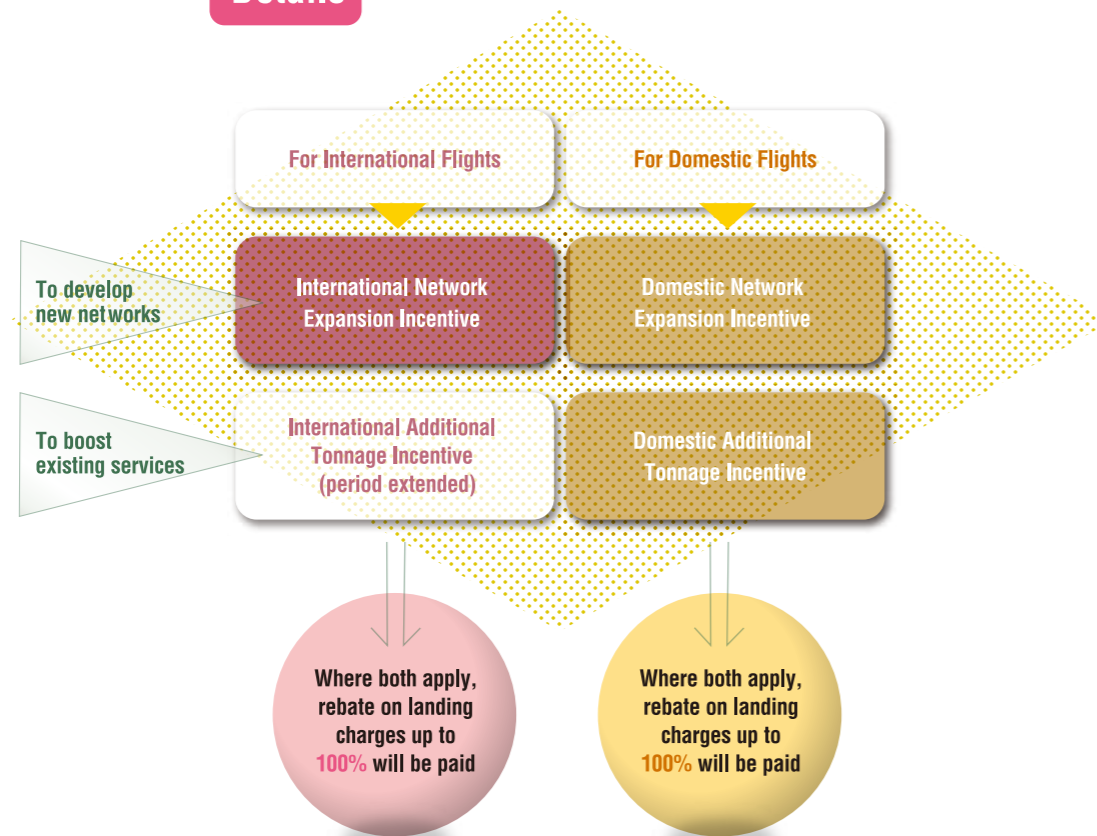 Details
For International Flights
For Domestic Flights
To develop
new networks
International Network
Expansion Incentive
Domestic Network
Expansion Incentive
To boost
existing services
International Additional
Tonnage Incentive
(period extended)
Domestic Additional
Tonnage Incentive
Where both apply,
rebate on landing
charges up to
100% will be paid
Where both apply,
rebate on landing
charges up to
100% will be paid